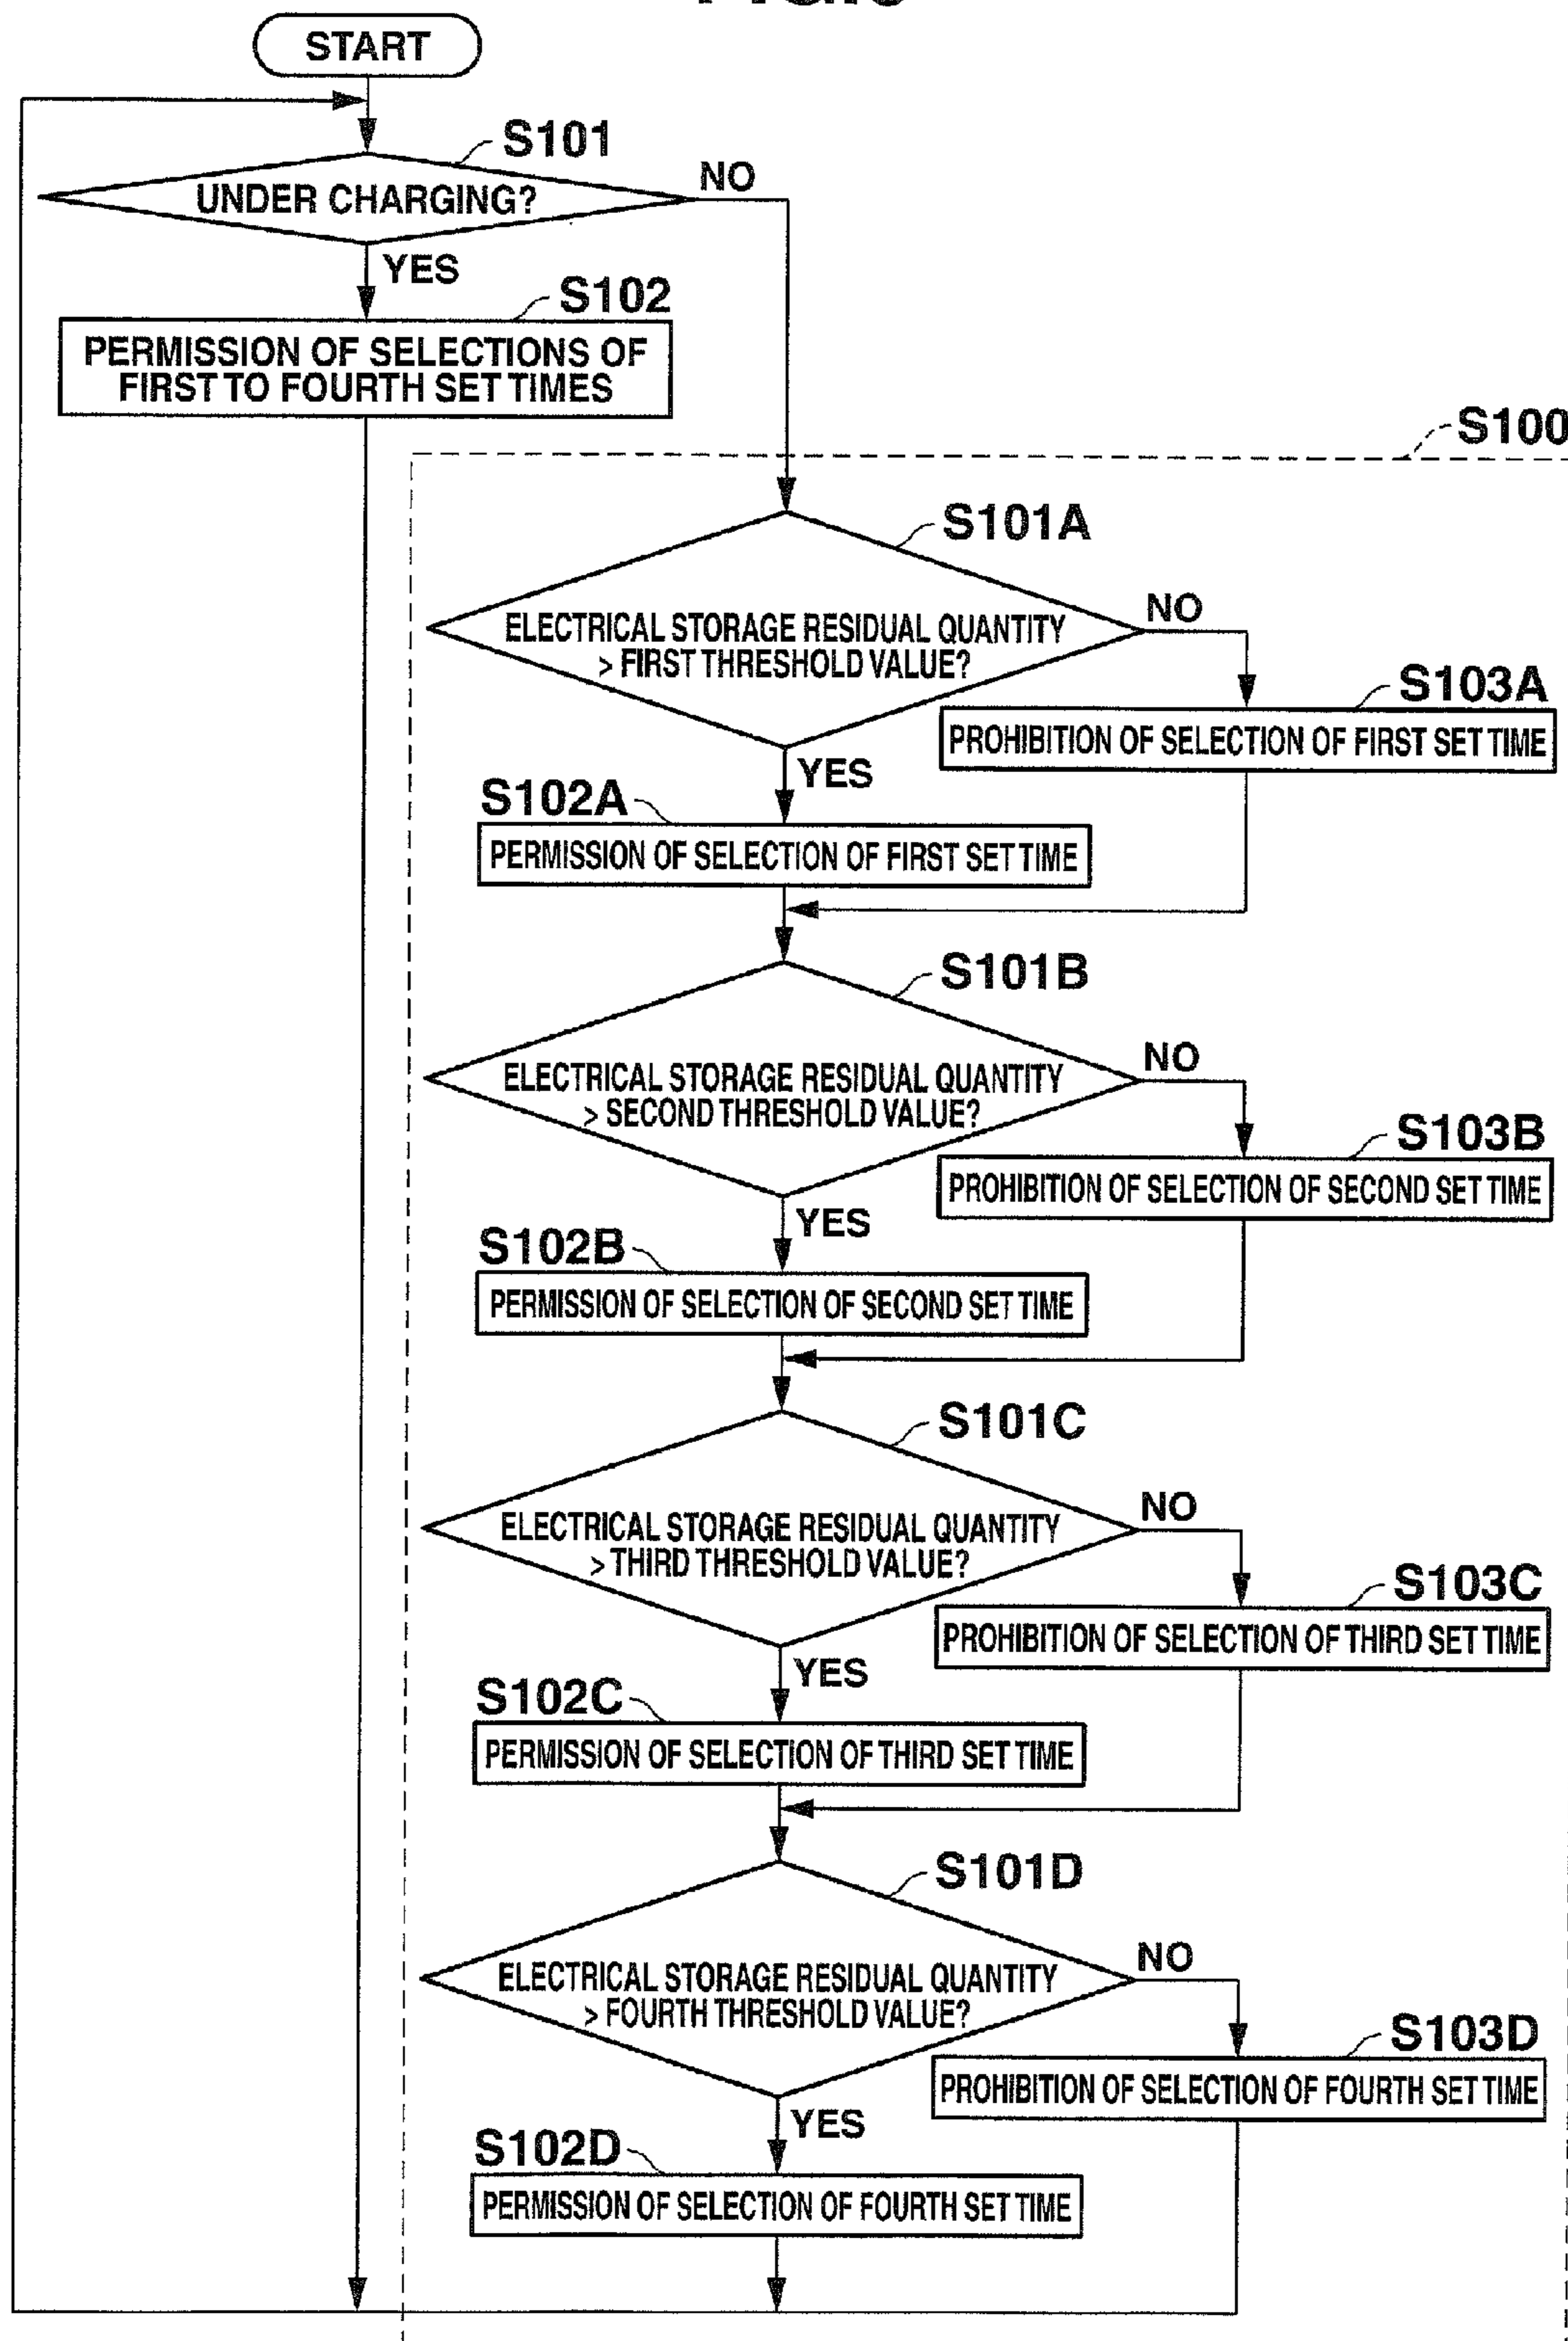 START
S101
UNDER CHARGING?
NO
YES
S102
PERMISSION OF SELECTIONS OF
FIRST TO FOURTH SET TIMES
S100
S101A
ELECTRICAL STORAGE RESIDUAL QUANTITY
> FIRST THRESHOLD VALUE?
NO
S103A
PROHIBITION OF SELECTION OF FIRST SET TIME
YES
S102A
PERMISSION OF SELECTION OF FIRST SET TIME
S101B
ELECTRICAL STORAGE RESIDUAL QUANTITY
> SECOND THRESHOLD VALUE?
NO
S103B
PROHIBITION OF SELECTION OF SECOND SET TIME
YES
S102B
PERMISSION OF SELECTION OF SECOND SET TIME
S101C
ELECTRICAL STORAGE RESIDUAL QUANTITY
> THIRD THRESHOLD VALUE?
NO
S103C
PROHIBITION OF SELECTION OF THIRD SET TIME
YES
S102C
PERMISSION OF SELECTION OF THIRD SET TIME
S101D
ELECTRICAL STORAGE RESIDUAL QUANTITY
> FOURTH THRESHOLD VALUE?
NO
S103D
PROHIBITION OF SELECTION OF FOURTH SET TIME
YES
S102D
PERMISSION OF SELECTION OF FOURTH SET TIME